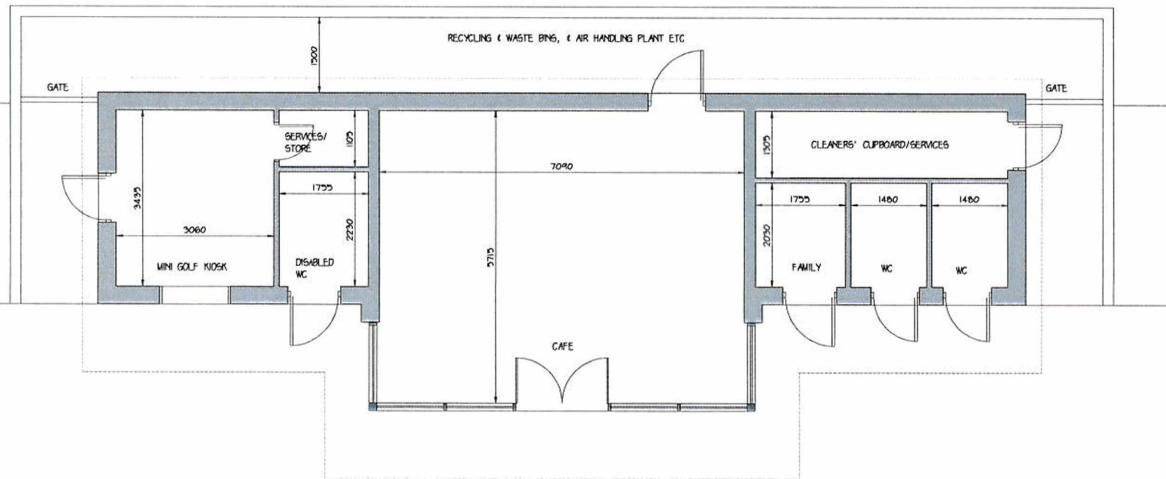 RECYCLING & WASTE BINS, & AIR HANDLING PLANT ETC
1500
GATE
GATE
SERVICES/
STORE
1105
CLEANERS' CUPBOARD/SERVICES
1305
7090
3435
1755
1755
1480
1480
3060
2230
2030
5715
MINI GOLF KIOSK
DISABLED
WC
FAMILY
WC
WC
CAFE